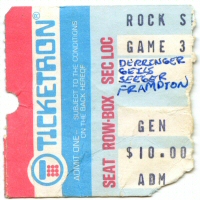 ROCK S
GAME 3
DERRINGER
GEILS
SEEGER
FRAMPTON
GEN
$10.00
ADM
TICKETRON®
ADMIT ONE - SUBJECT TO THE CONDITIONS
ON THE BACK HEREOF
SEAT ROW-BOX SEC LOC